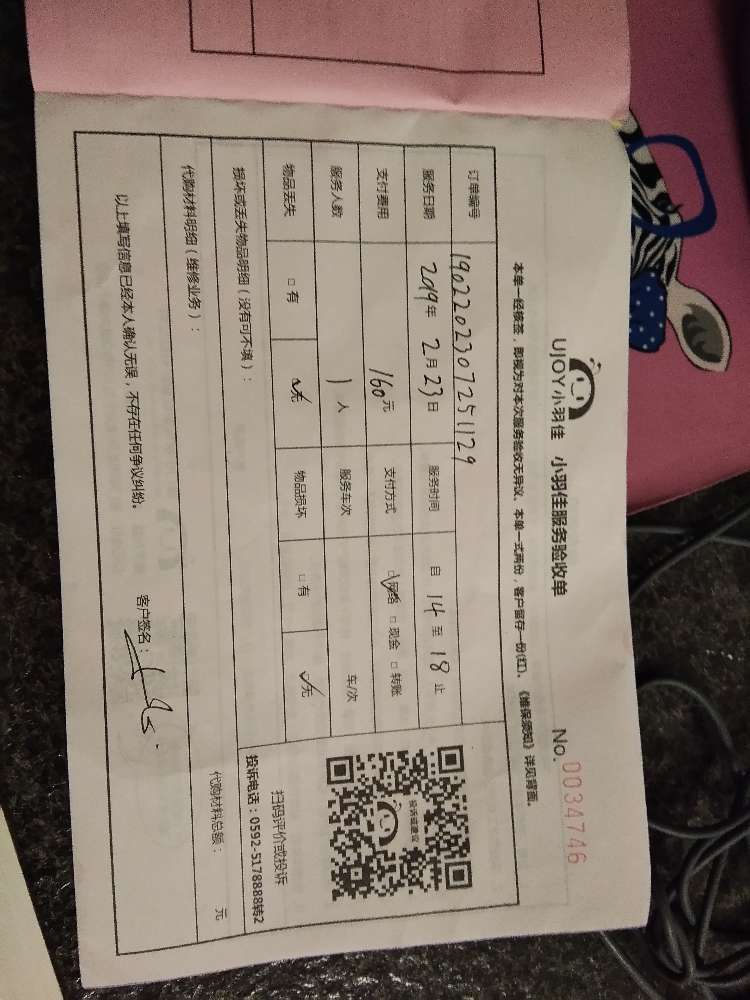 UJOY小羽佳 小羽佳服务验收单 No. 0034746
本单一经核签，即视为对本次服务验收无异议，本单一式两份，客户留存一份(红)。《维保须知》详见背面。
订单编号 1902202307251129
服务日期 2019年 2月 23日 服务时间 自 14 至 18 止
支付费用 160元 支付方式 □网络 □现金 □转账
服务人数 1 人 服务车次 车/次
物品丢失 □有 □无 物品损坏 □有 □无
投诉或建议
扫码评价或投诉
投诉电话：0592-5178888转2
损坏或丢失物品明细（没有可不填）：
代购材料明细（维修业务）： 代购材料总额： 元
以上填写信息已经本人确认无误，不存在任何争议纠纷。 客户签名：